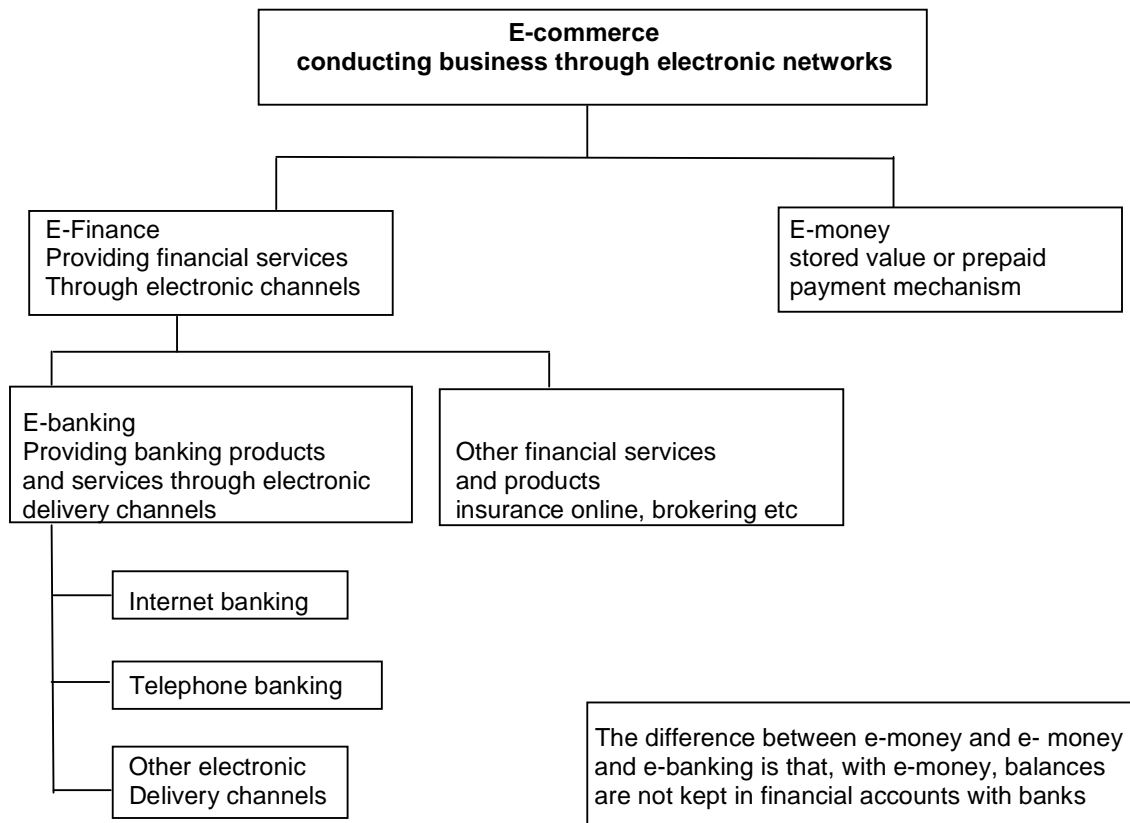 E-commerce
conducting business through electronic networks
E-Finance
Providing financial services
Through electronic channels
E-money
stored value or prepaid
payment mechanism
E-banking
Providing banking products
and services through electronic
delivery channels
Other financial services
and products
insurance online, brokering etc
Internet banking
Telephone banking
Other electronic
Delivery channels
The difference between e-money and e- money
and e-banking is that, with e-money, balances
are not kept in financial accounts with banks